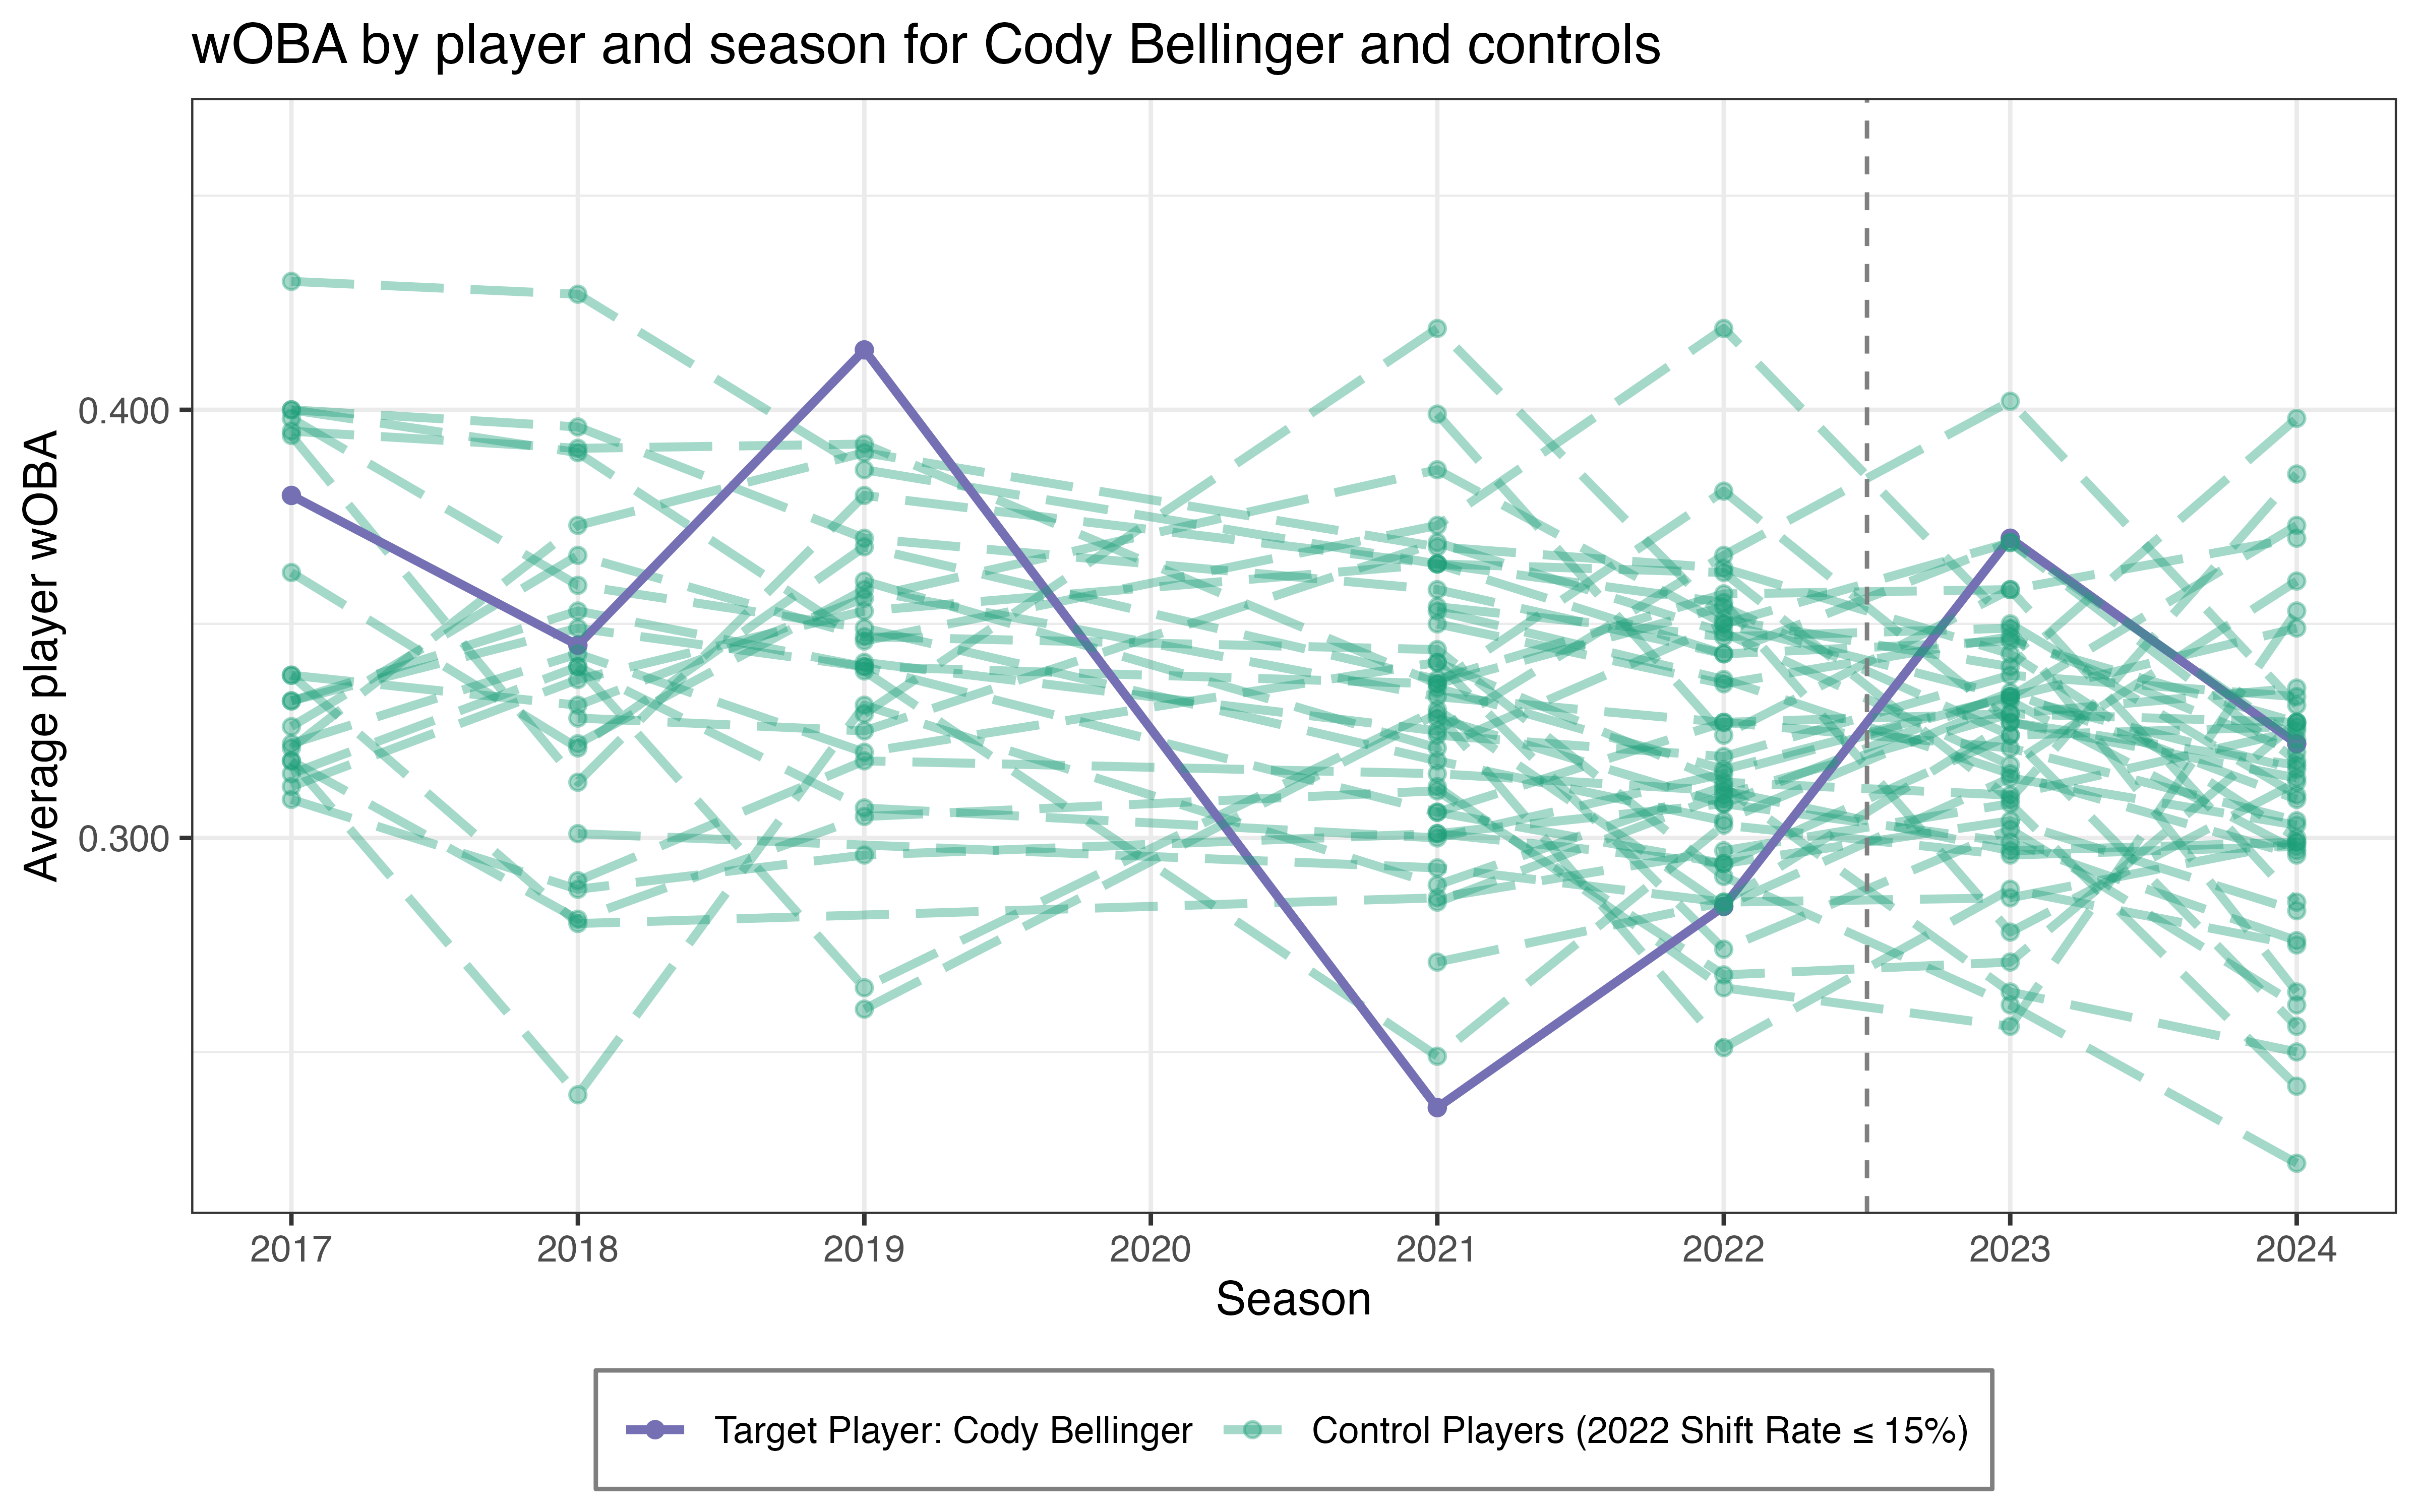 wOBA by player and season for Cody Bellinger and controls
Average player wOBA
0.400
0.300
2017 2018 2019 2020 2021 2022 2023 2024
Season
Target Player: Cody Bellinger Control Players (2022 Shift Rate ≤ 15%)